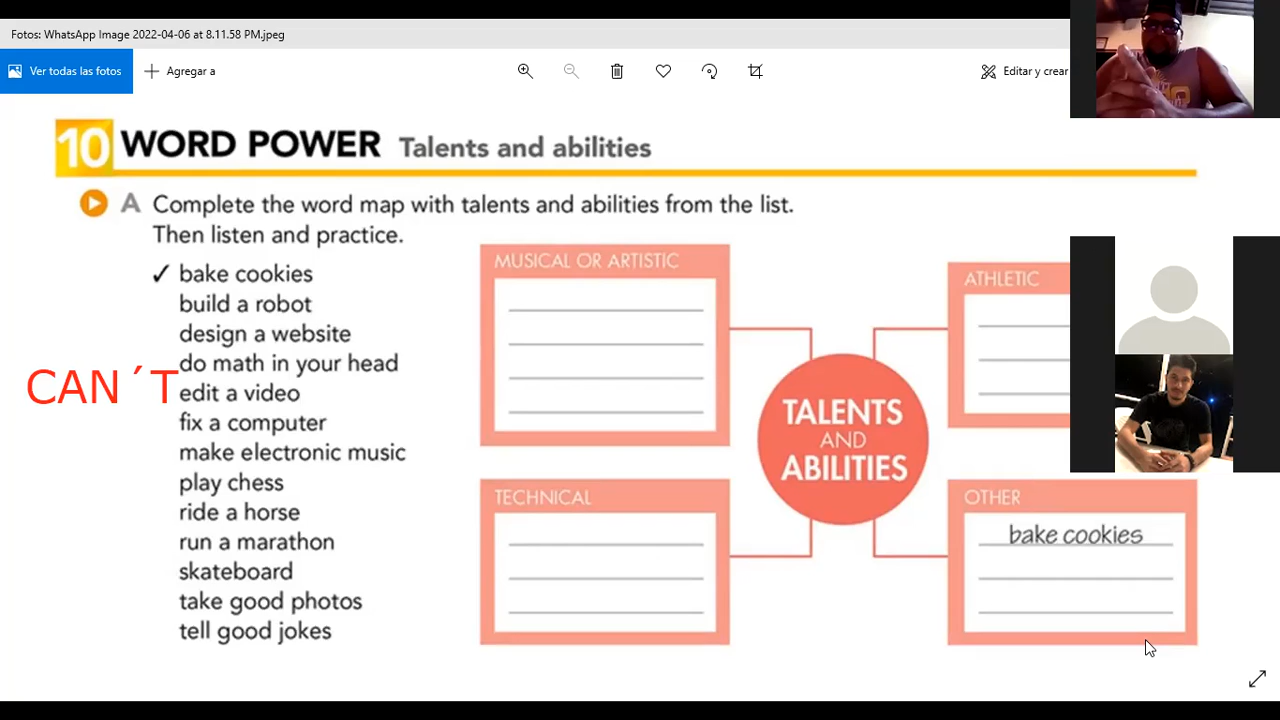 Fotos: WhatsApp Image 2022-04-06 at 8.11.58 PM.jpeg
Ver todas las fotos
Agregar a
Editar y crear
10 WORD POWER Talents and abilities
A Complete the word map with talents and abilities from the list.
Then listen and practice.
✓ bake cookies
build a robot
design a website
do math in your head
edit a video
fix a computer
make electronic music
play chess
ride a horse
run a marathon
skateboard
take good photos
tell good jokes
CAN´T
MUSICAL OR ARTISTIC
ATHLETIC
TALENTS
AND
ABILITIES
TECHNICAL
OTHER
bake cookies